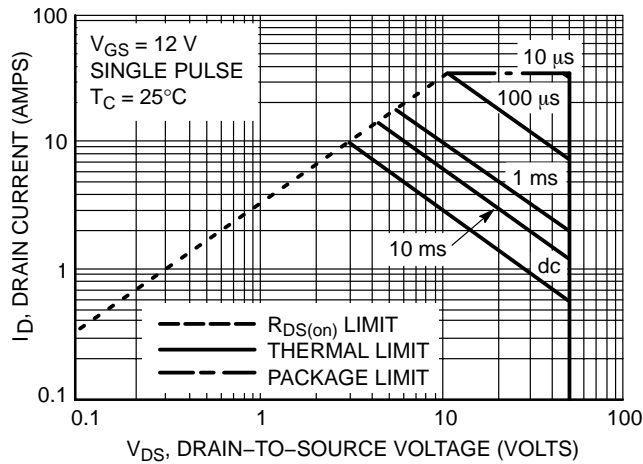 100
V_GS = 12 V
SINGLE PULSE
T_C = 25°C
10 µs
100 µs
10
1 ms
10 ms
dc
1
R_DS(on) LIMIT
THERMAL LIMIT
PACKAGE LIMIT
0.1
0.1
1
10
100
I_D, DRAIN CURRENT (AMPS)
V_DS, DRAIN–TO–SOURCE VOLTAGE (VOLTS)